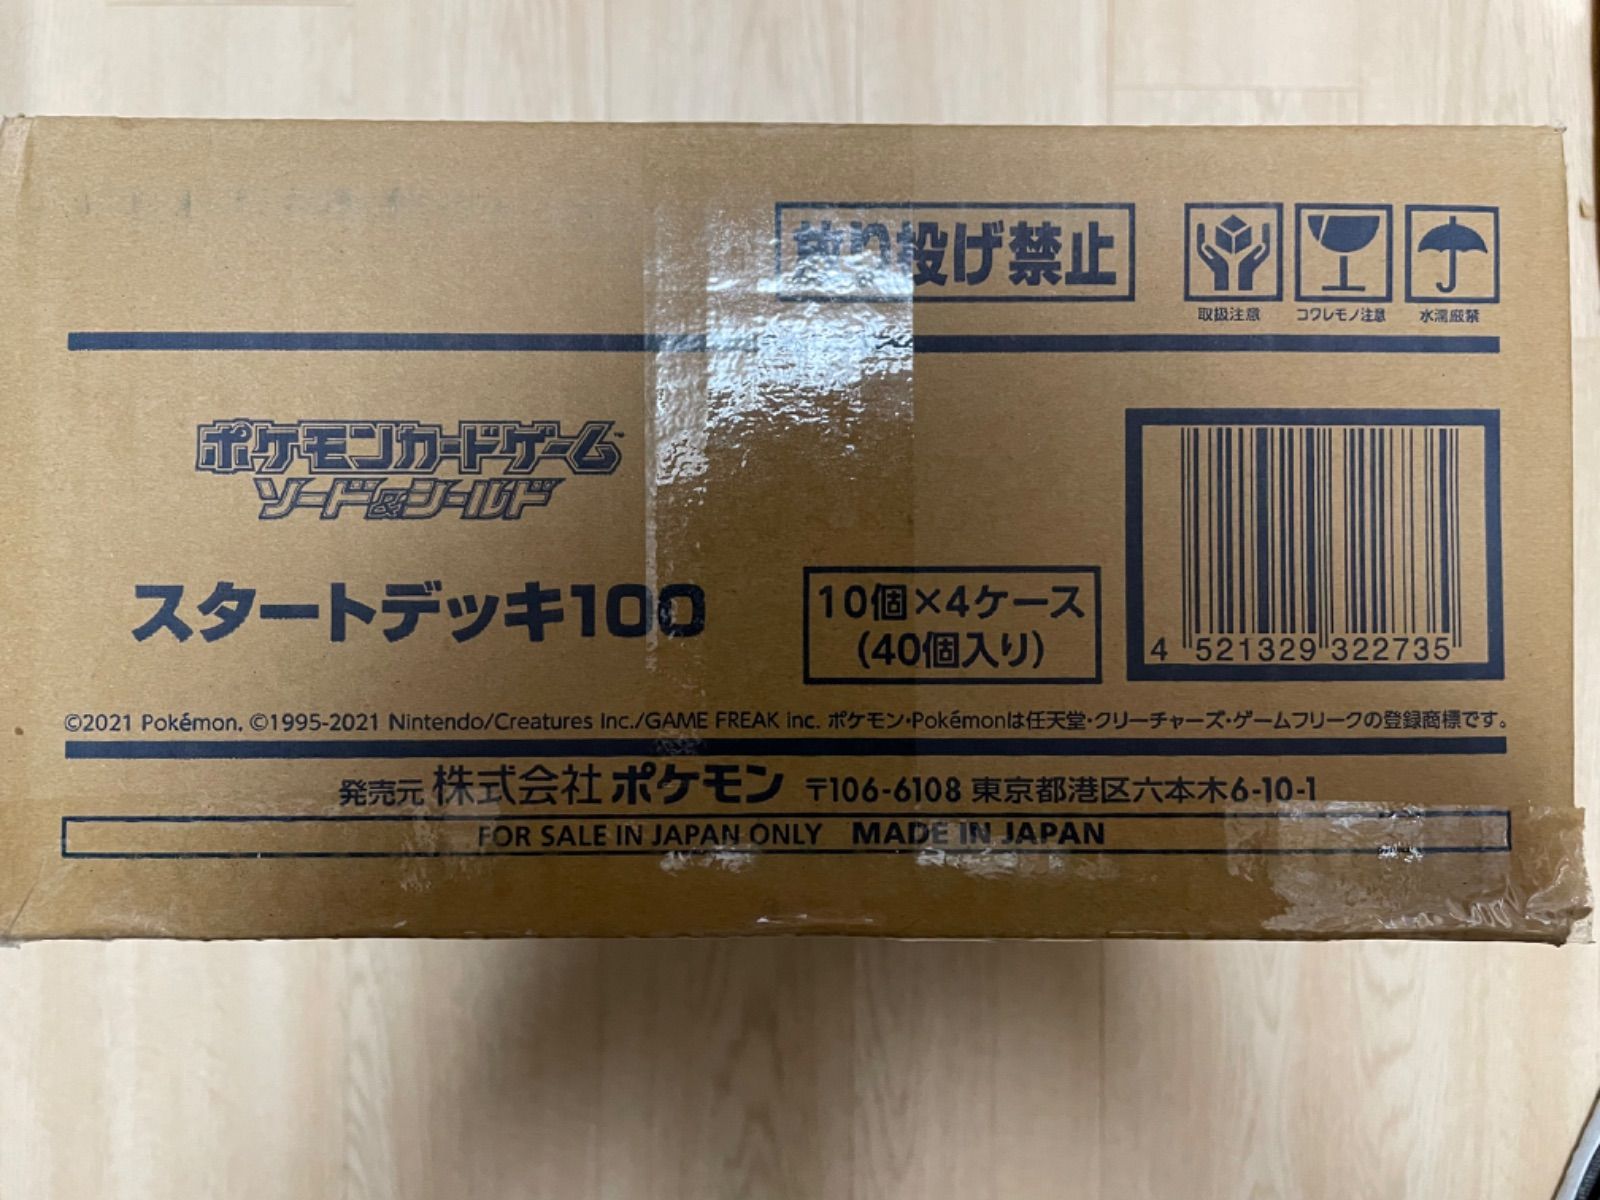 放り投げ禁止
取扱注意 コワレモノ注意 水濡厳禁
ポケモンカードゲーム™
ソード&シールド
スタートデッキ100
10個×4ケース
(40個入り)
4 521329 322735
©2021 Pokémon. ©1995-2021 Nintendo/Creatures Inc./GAME FREAK inc. ポケモン・Pokémonは任天堂・クリーチャーズ・ゲームフリークの登録商標です。
発売元 株式会社 ポケモン 〒106-6108 東京都港区六本木6-10-1
FOR SALE IN JAPAN ONLY MADE IN JAPAN